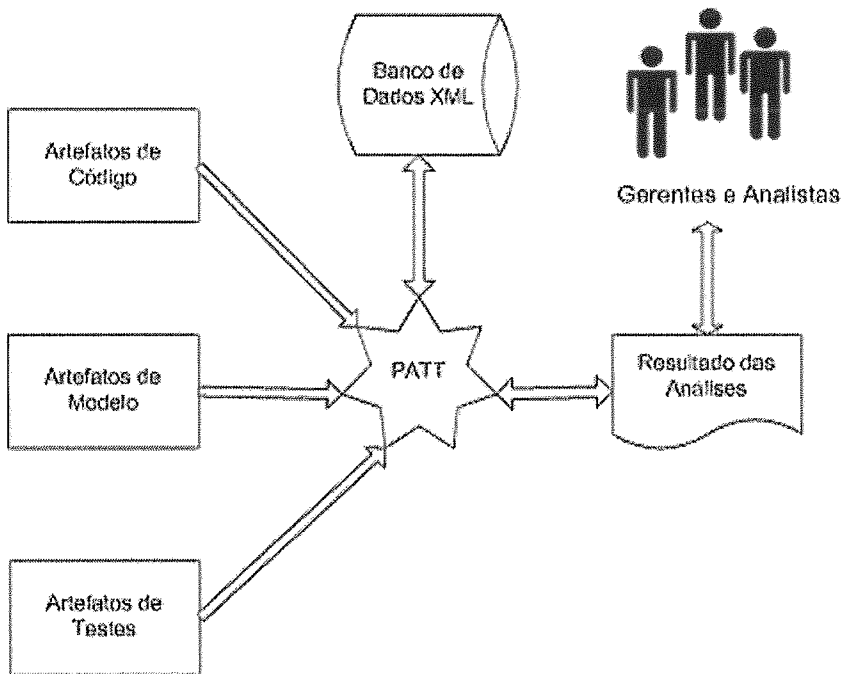 Banco de
Dados XML
Artefatos de
Código
Gerentes e Analistas
Artefatos de
Modelo
PATT
Resultado das
Análises
Artefatos de
Testes